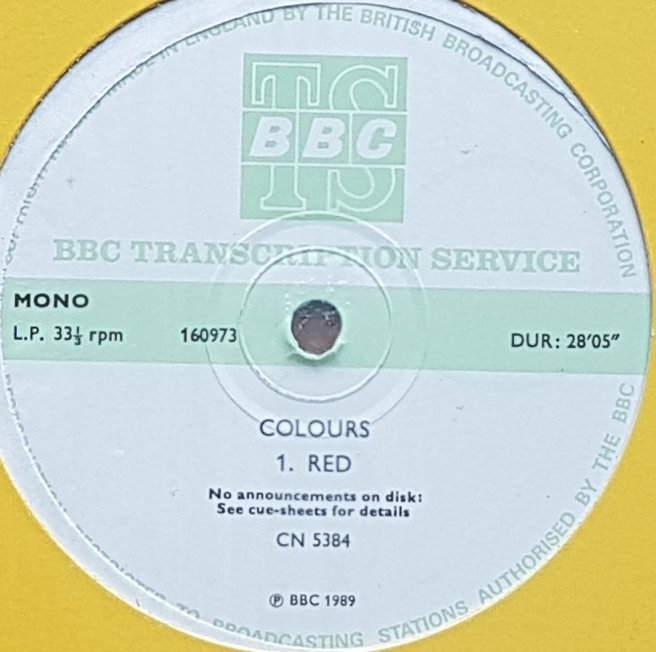 MADE IN ENGLAND BY THE BRITISH BROADCASTING CORPORATION
TS
BBC
BBC TRANSCRIPTION SERVICE
MONO
L.P. 33⅓ rpm 160973 DUR: 28'05"
COLOURS
1. RED
No announcements on disk:
See cue-sheets for details
CN 5384
℗ BBC 1989
TO BROADCASTING STATIONS AUTHORISED BY THE BBC